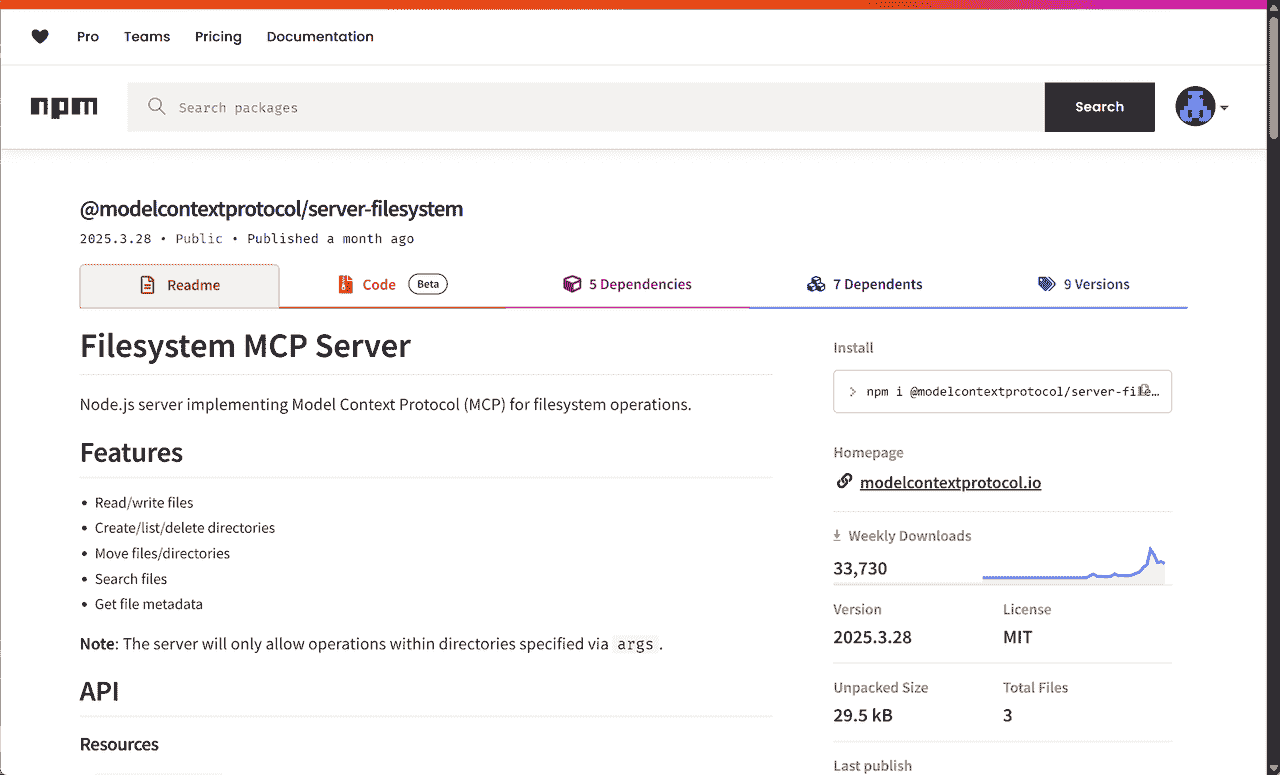 Pro Teams Pricing Documentation
npm
Search packages
Search
@modelcontextprotocol/server-filesystem
2025.3.28 • Public • Published a month ago
Readme
Code Beta
5 Dependencies
7 Dependents
9 Versions
Filesystem MCP Server
Node.js server implementing Model Context Protocol (MCP) for filesystem operations.
Features
• Read/write files
• Create/list/delete directories
• Move files/directories
• Search files
• Get file metadata
Note: The server will only allow operations within directories specified via args.
API
Resources
Install
npm i @modelcontextprotocol/server-file…
Homepage
modelcontextprotocol.io
Weekly Downloads
33,730
Version
2025.3.28
License
MIT
Unpacked Size
29.5 kB
Total Files
3
Last publish